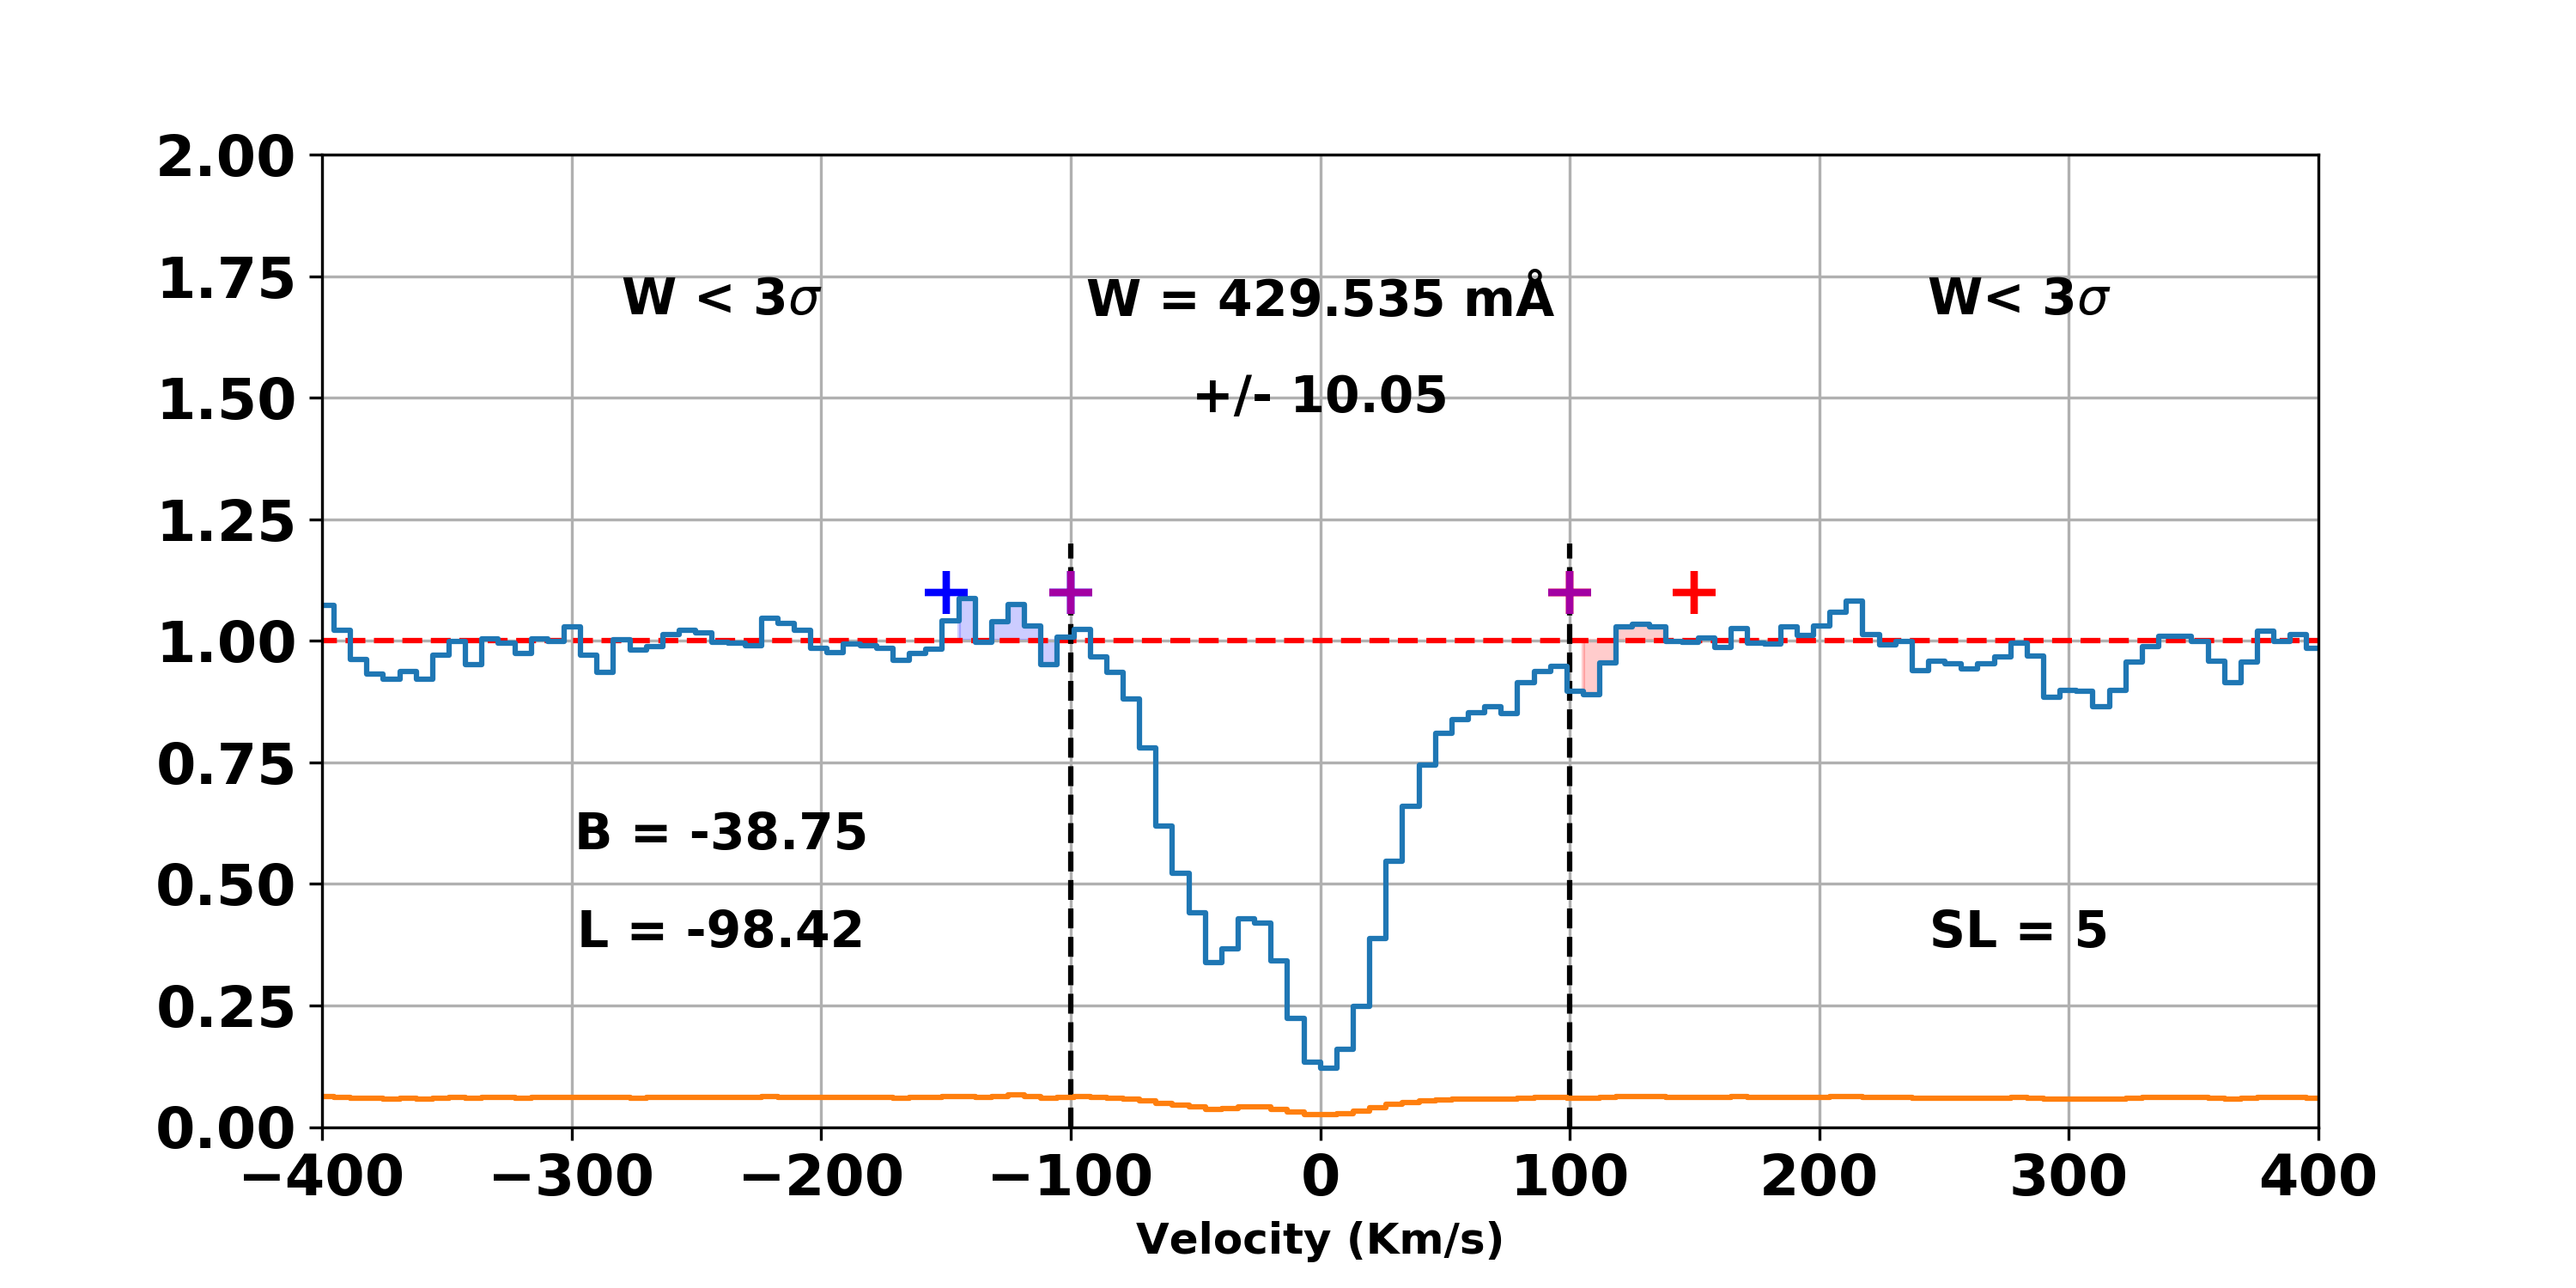 2.00
1.75
1.50
1.25
1.00
0.75
0.50
0.25
0.00
W < 3σ
W = 429.535 mÅ
+/- 10.05
W< 3σ
B = -38.75
L = -98.42
SL = 5
−400 −300 −200 −100 0 100 200 300 400
Velocity (Km/s)